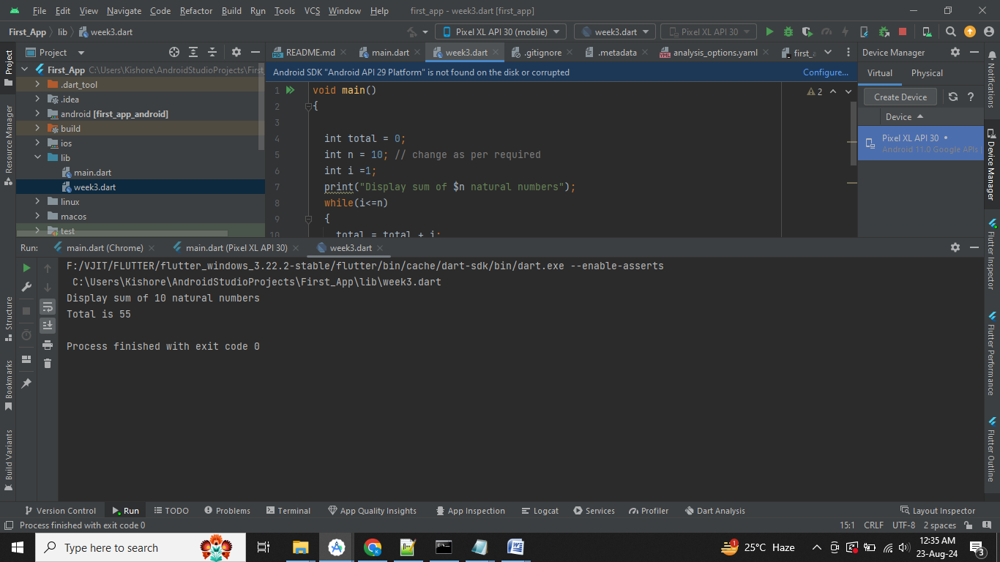 File Edit View Navigate Code Refactor Build Run Tools VCS Window Help first_app - week3.dart [first_app]
First_App lib week3.dart Pixel XL API 30 (mobile) week3.dart Pixel XL API 30
Project README.md main.dart week3.dart .gitignore .metadata analysis_options.yaml first_ Device Manager
First_App C:\Users\Kishore\AndroidStudioProjects\First_
Android SDK "Android API 29 Platform" is not found on the disk or corrupted Configure... Virtual Physical
.dart_tool
.idea
android [first_app_android]
build
ios
lib
main.dart
week3.dart
linux
macos
test
1 void main()
2 {
3
4 int total = 0;
5 int n = 10; // change as per required
6 int i =1;
7 print("Display sum of $n natural numbers");
8 while(i<=n)
9 {
10 total = total + i;
2
Create Device ?
Device
Pixel XL API 30
Android 11.0 Google APIs
Run: main.dart (Chrome) main.dart (Pixel XL API 30) week3.dart
F:/VJIT/FLUTTER/flutter_windows_3.22.2-stable/flutter/bin/cache/dart-sdk/bin/dart.exe --enable-asserts
C:\Users\Kishore\AndroidStudioProjects\First_App\lib\week3.dart
Display sum of 10 natural numbers
Total is 55
Process finished with exit code 0
Project
Resource Manager
Structure
Bookmarks
Build Variants
Notifications
Device Manager
Flutter Inspector
Flutter Performance
Flutter Outline
Version Control Run TODO Problems Terminal App Quality Insights App Inspection Logcat Services Profiler Dart Analysis Layout Inspector
Process finished with exit code 0 15:1 CRLF UTF-8 2 spaces
Type here to search 1 25°C Haze 12:35 AM
23-Aug-24 3